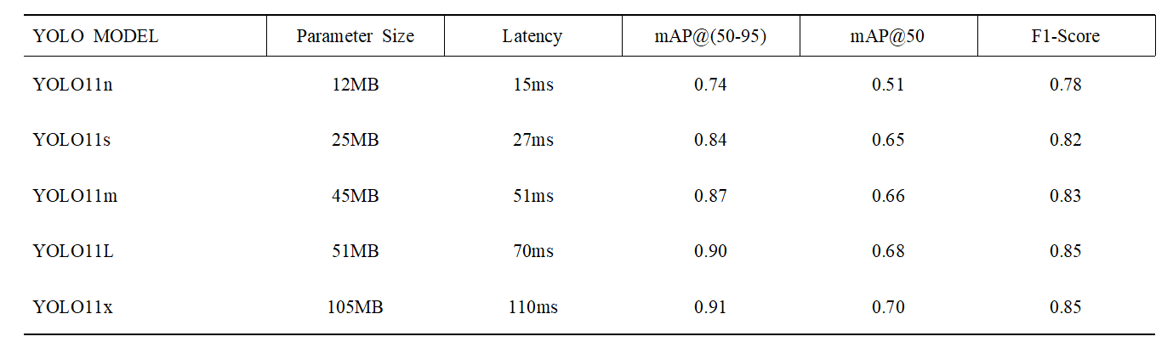 YOLO MODEL Parameter Size Latency mAP@(50-95) mAP@50 F1-Score
YOLO11n 12MB 15ms 0.74 0.51 0.78
YOLO11s 25MB 27ms 0.84 0.65 0.82
YOLO11m 45MB 51ms 0.87 0.66 0.83
YOLO11L 51MB 70ms 0.90 0.68 0.85
YOLO11x 105MB 110ms 0.91 0.70 0.85